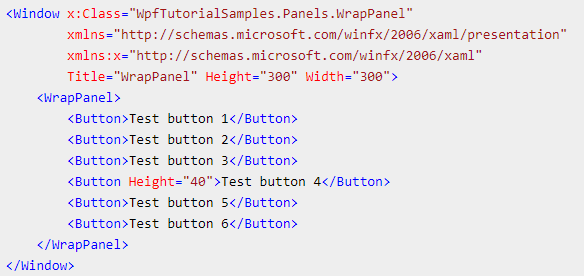 <Window x:Class="WpfTutorialSamples.Panels.WrapPanel"
        xmlns="http://schemas.microsoft.com/winfx/2006/xaml/presentation"
        xmlns:x="http://schemas.microsoft.com/winfx/2006/xaml"
        Title="WrapPanel" Height="300" Width="300">
    <WrapPanel>
        <Button>Test button 1</Button>
        <Button>Test button 2</Button>
        <Button>Test button 3</Button>
        <Button Height="40">Test button 4</Button>
        <Button>Test button 5</Button>
        <Button>Test button 6</Button>
    </WrapPanel>
</Window>